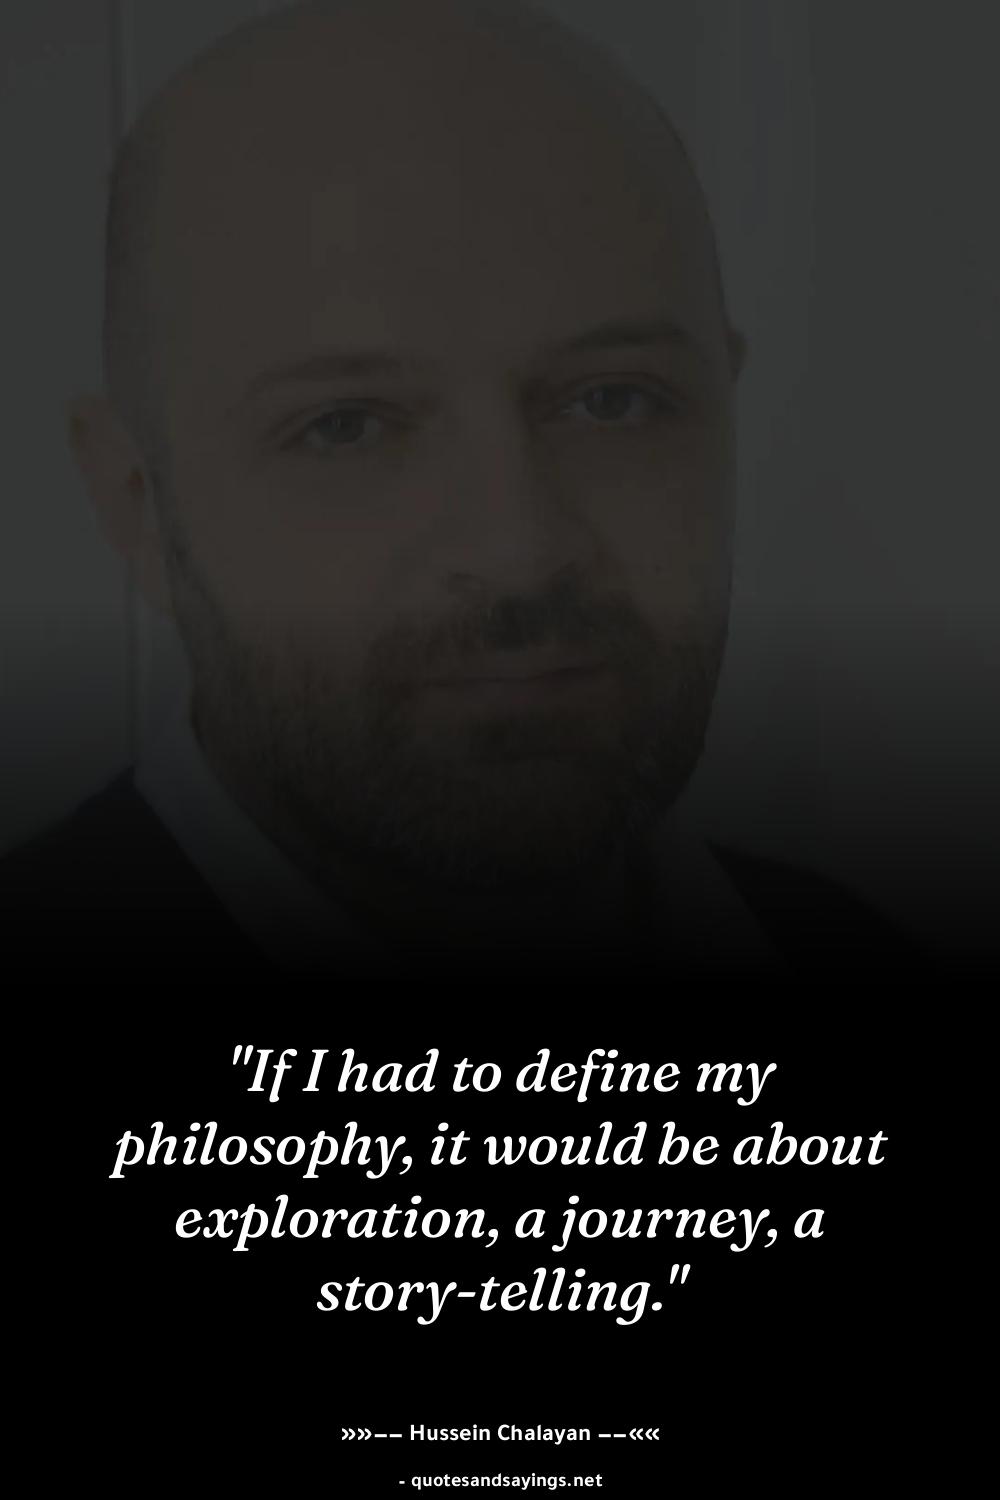 "If I had to define my
philosophy, it would be about
exploration, a journey, a
story-telling."
»»–– Hussein Chalayan ––««
- quotesandsayings.net